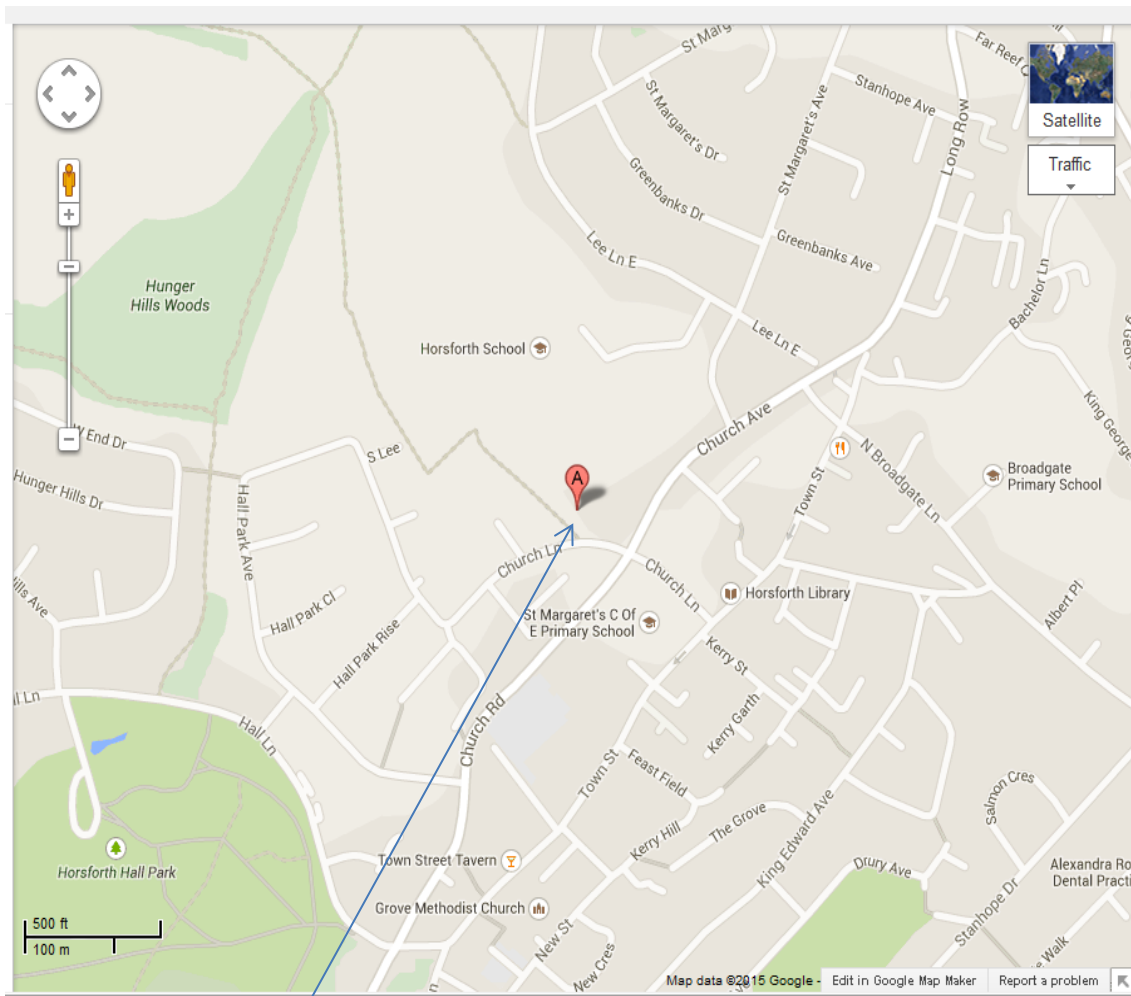 St Marg
Far Reef C
Satellite
Traffic
Stanhope Ave
St Margaret's Dr
St Margaret's Ave
Long Row
Greenbanks Dr
Greenbanks Ave
Lee Ln E
Bachelor Ln
Hunger
Hills Woods
Horsforth School
Lee Ln E
King George
Church Ave
W End Dr
S Lee
Hunger Hills Dr
A
Town St
N Broadgate Ln
Broadgate
Primary School
Hall Park Ave
Church Ln
Church Ln
Horsforth Library
ills Ave
Hall Park Cl
St Margaret's C Of
E Primary School
Albert Pl
Hall Park Rise
Kerry St
ll Ln
Hall Ln
Church Rd
Kerry Garth
Town St
Feast Field
Salmon Cres
The Grove
Kerry Hill
King Edward Ave
Horsforth Hall Park
Town Street Tavern
Drury Ave
Alexandra Ro
Dental Practi
Grove Methodist Church
Stanhope Dr
500 ft
100 m
New St
New Cres
e Walk
Map data ©2015 Google - Edit in Google Map Maker Report a problem